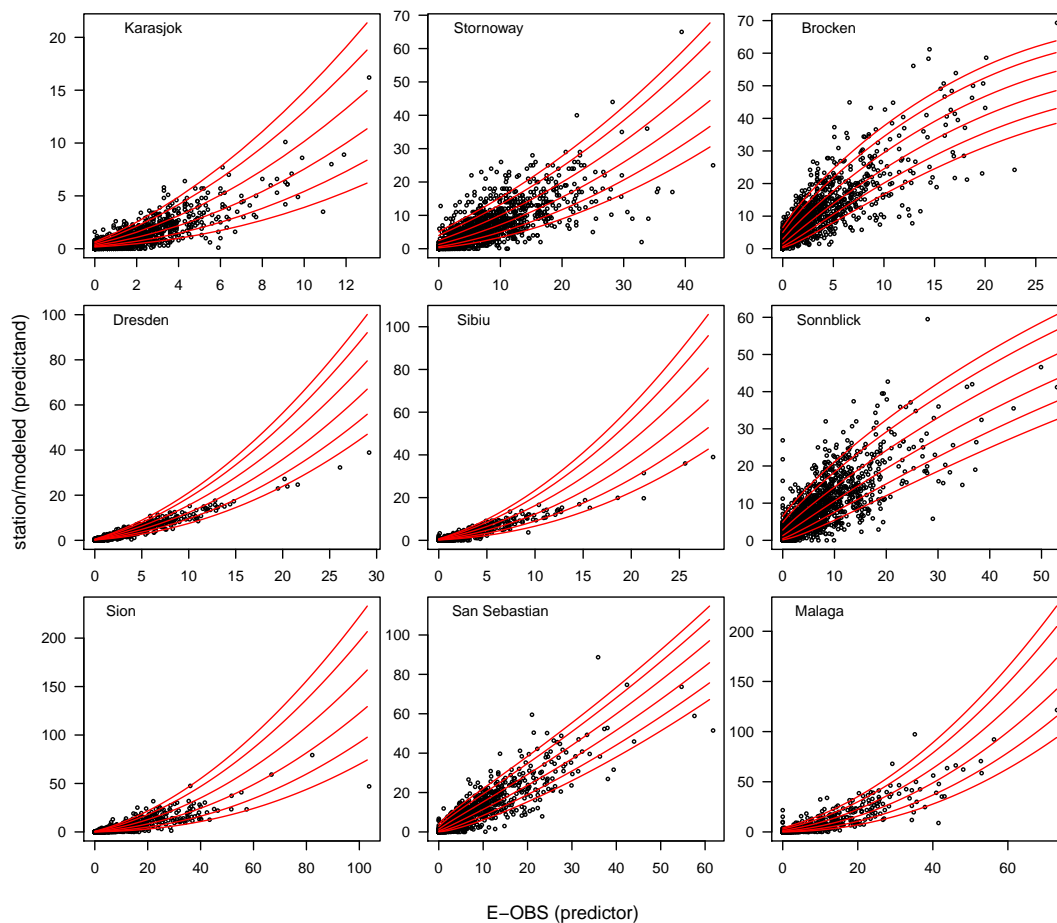 Karasjok
Stornoway
Brocken
0 5 10 15 20
0 10 20 30 40 50 60 70
0 10 20 30 40 50 60 70
0 2 4 6 8 10 12
0 10 20 30 40
0 5 10 15 20 25
Dresden
Sibiu
Sonnblick
0 20 40 60 80 100
0 20 40 60 80 100
0 10 20 30 40 50 60
0 5 10 15 20 25 30
0 5 10 15 20 25
0 10 20 30 40 50
Sion
San Sebastian
Malaga
0 50 100 150 200
0 20 40 60 80 100
0 50 100 150 200
0 20 40 60 80 100
0 10 20 30 40 50 60
0 20 40 60
station/modeled (predictand)
E−OBS (predictor)